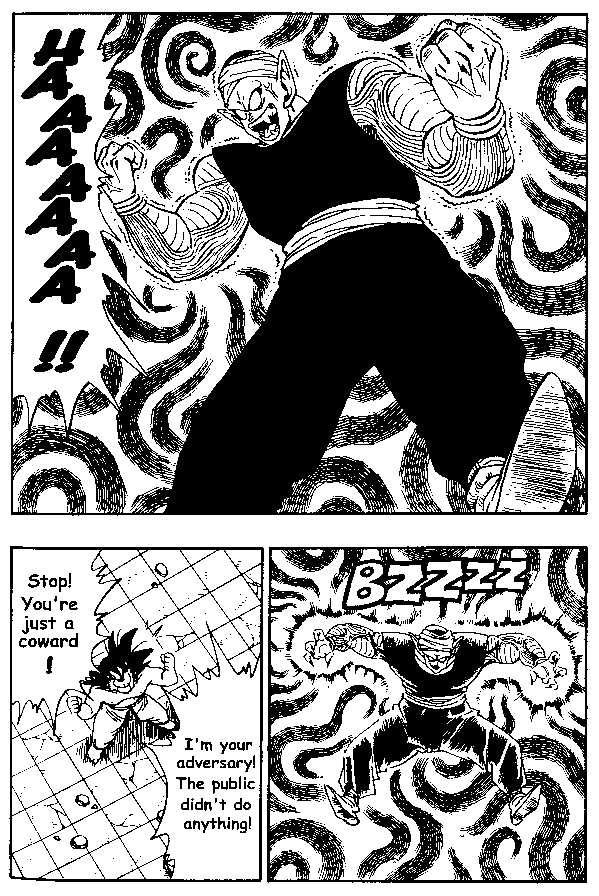 HAAAAAAA !!
Stop!
You're
just a
coward
!
I'm your
adversary!
The public
didn't do
anything!
BZZZZ